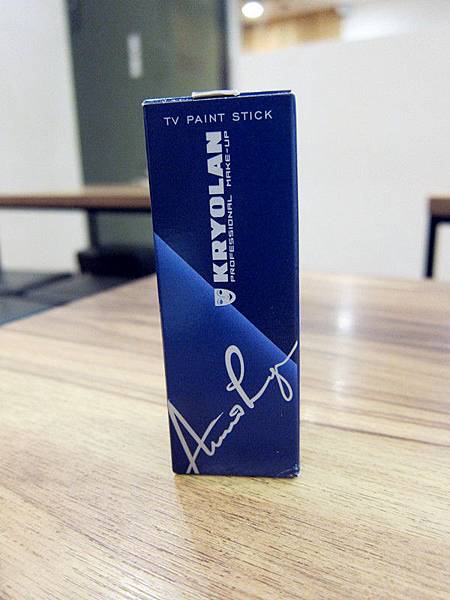 TV PAINT STICK
KRYOLAN
PROFESSIONAL MAKE-UP